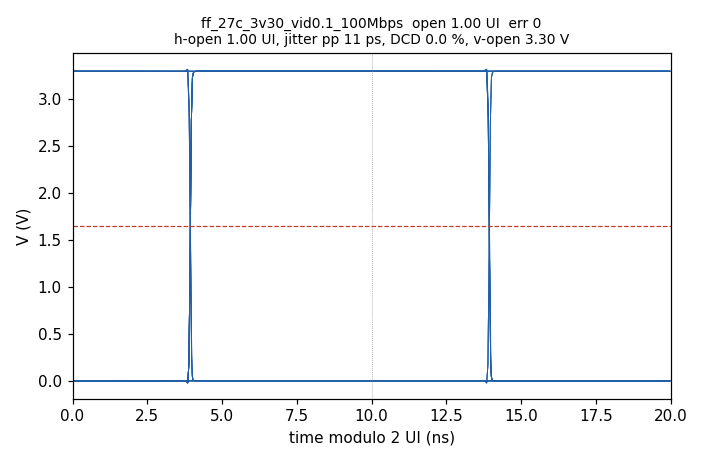 ff_27c_3v30_vid0.1_100Mbps  open 1.00 UI  err 0
h-open 1.00 UI, jitter pp 11 ps, DCD 0.0 %, v-open 3.30 V
3.0
2.5
2.0
1.5
1.0
0.5
0.0
V (V)
0.0 2.5 5.0 7.5 10.0 12.5 15.0 17.5 20.0
time modulo 2 UI (ns)